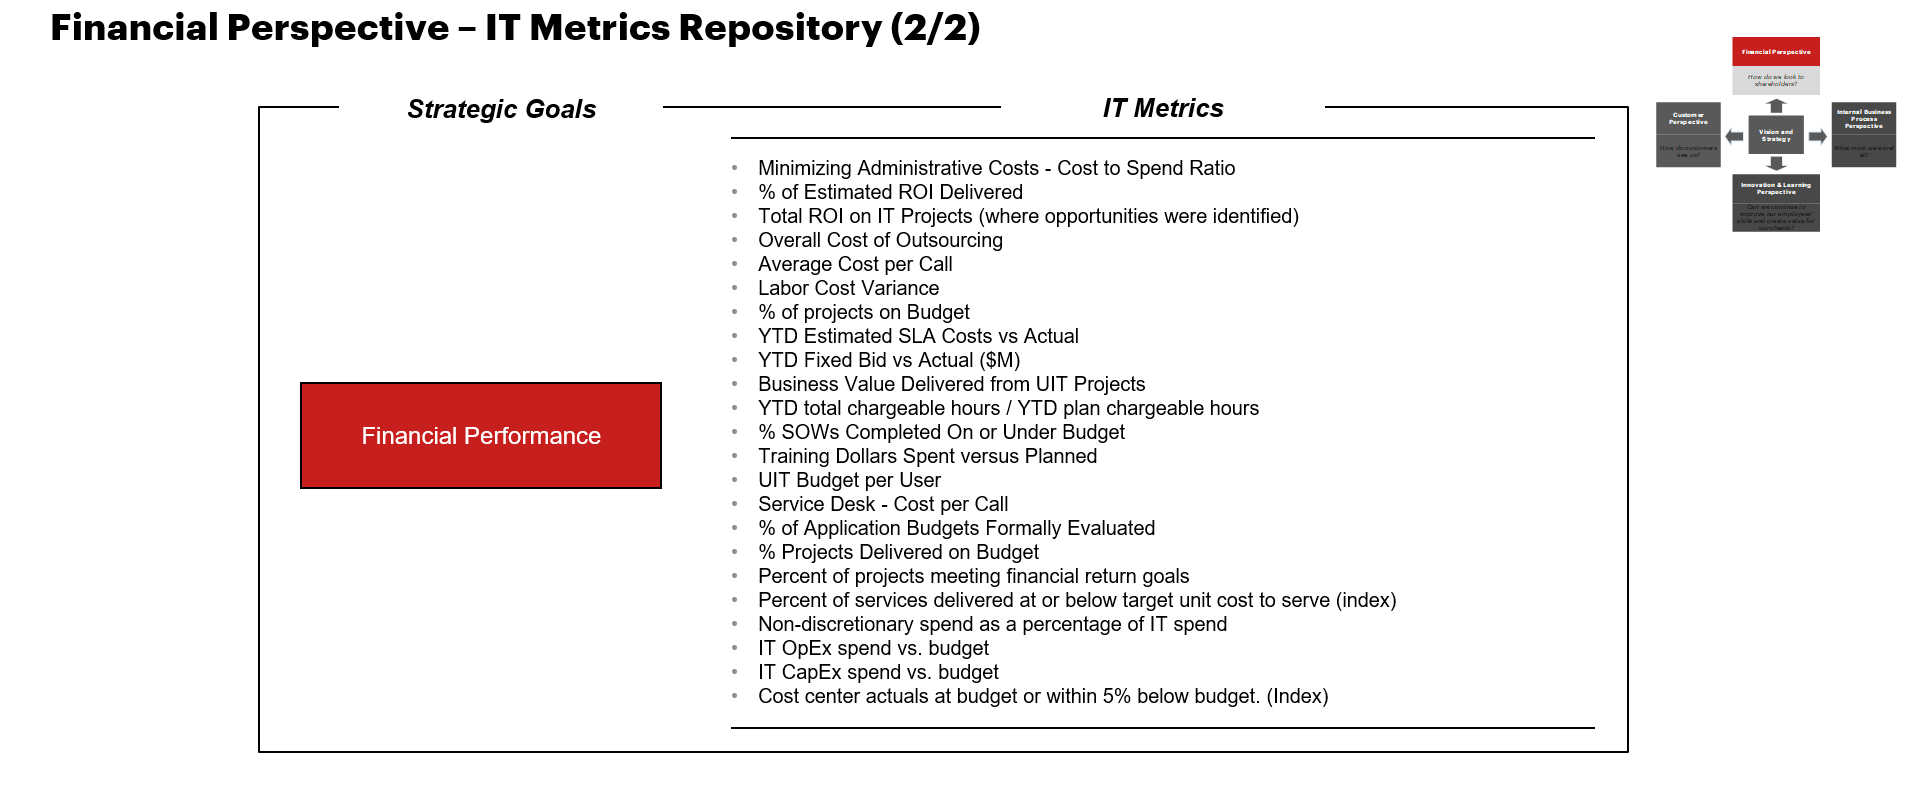 Financial Perspective – IT Metrics Repository (2/2)
Strategic Goals
IT Metrics
Financial Performance
• Minimizing Administrative Costs - Cost to Spend Ratio
• % of Estimated ROI Delivered
• Total ROI on IT Projects (where opportunities were identified)
• Overall Cost of Outsourcing
• Average Cost per Call
• Labor Cost Variance
• % of projects on Budget
• YTD Estimated SLA Costs vs Actual
• YTD Fixed Bid vs Actual ($M)
• Business Value Delivered from UIT Projects
• YTD total chargeable hours / YTD plan chargeable hours
• % SOWs Completed On or Under Budget
• Training Dollars Spent versus Planned
• UIT Budget per User
• Service Desk - Cost per Call
• % of Application Budgets Formally Evaluated
• % Projects Delivered on Budget
• Percent of projects meeting financial return goals
• Percent of services delivered at or below target unit cost to serve (index)
• Non-discretionary spend as a percentage of IT spend
• IT OpEx spend vs. budget
• IT CapEx spend vs. budget
• Cost center actuals at budget or within 5% below budget. (Index)
Financial Perspective
How do we look to
shareholders?
Customer
Perspective
How do customers
see us?
Vision and
Strategy
Internal Business
Process
Perspective
What must we excel
at?
Innovation & Learning
Perspective
Can we continue to
improve our employees'
skills and create value for
our clients?